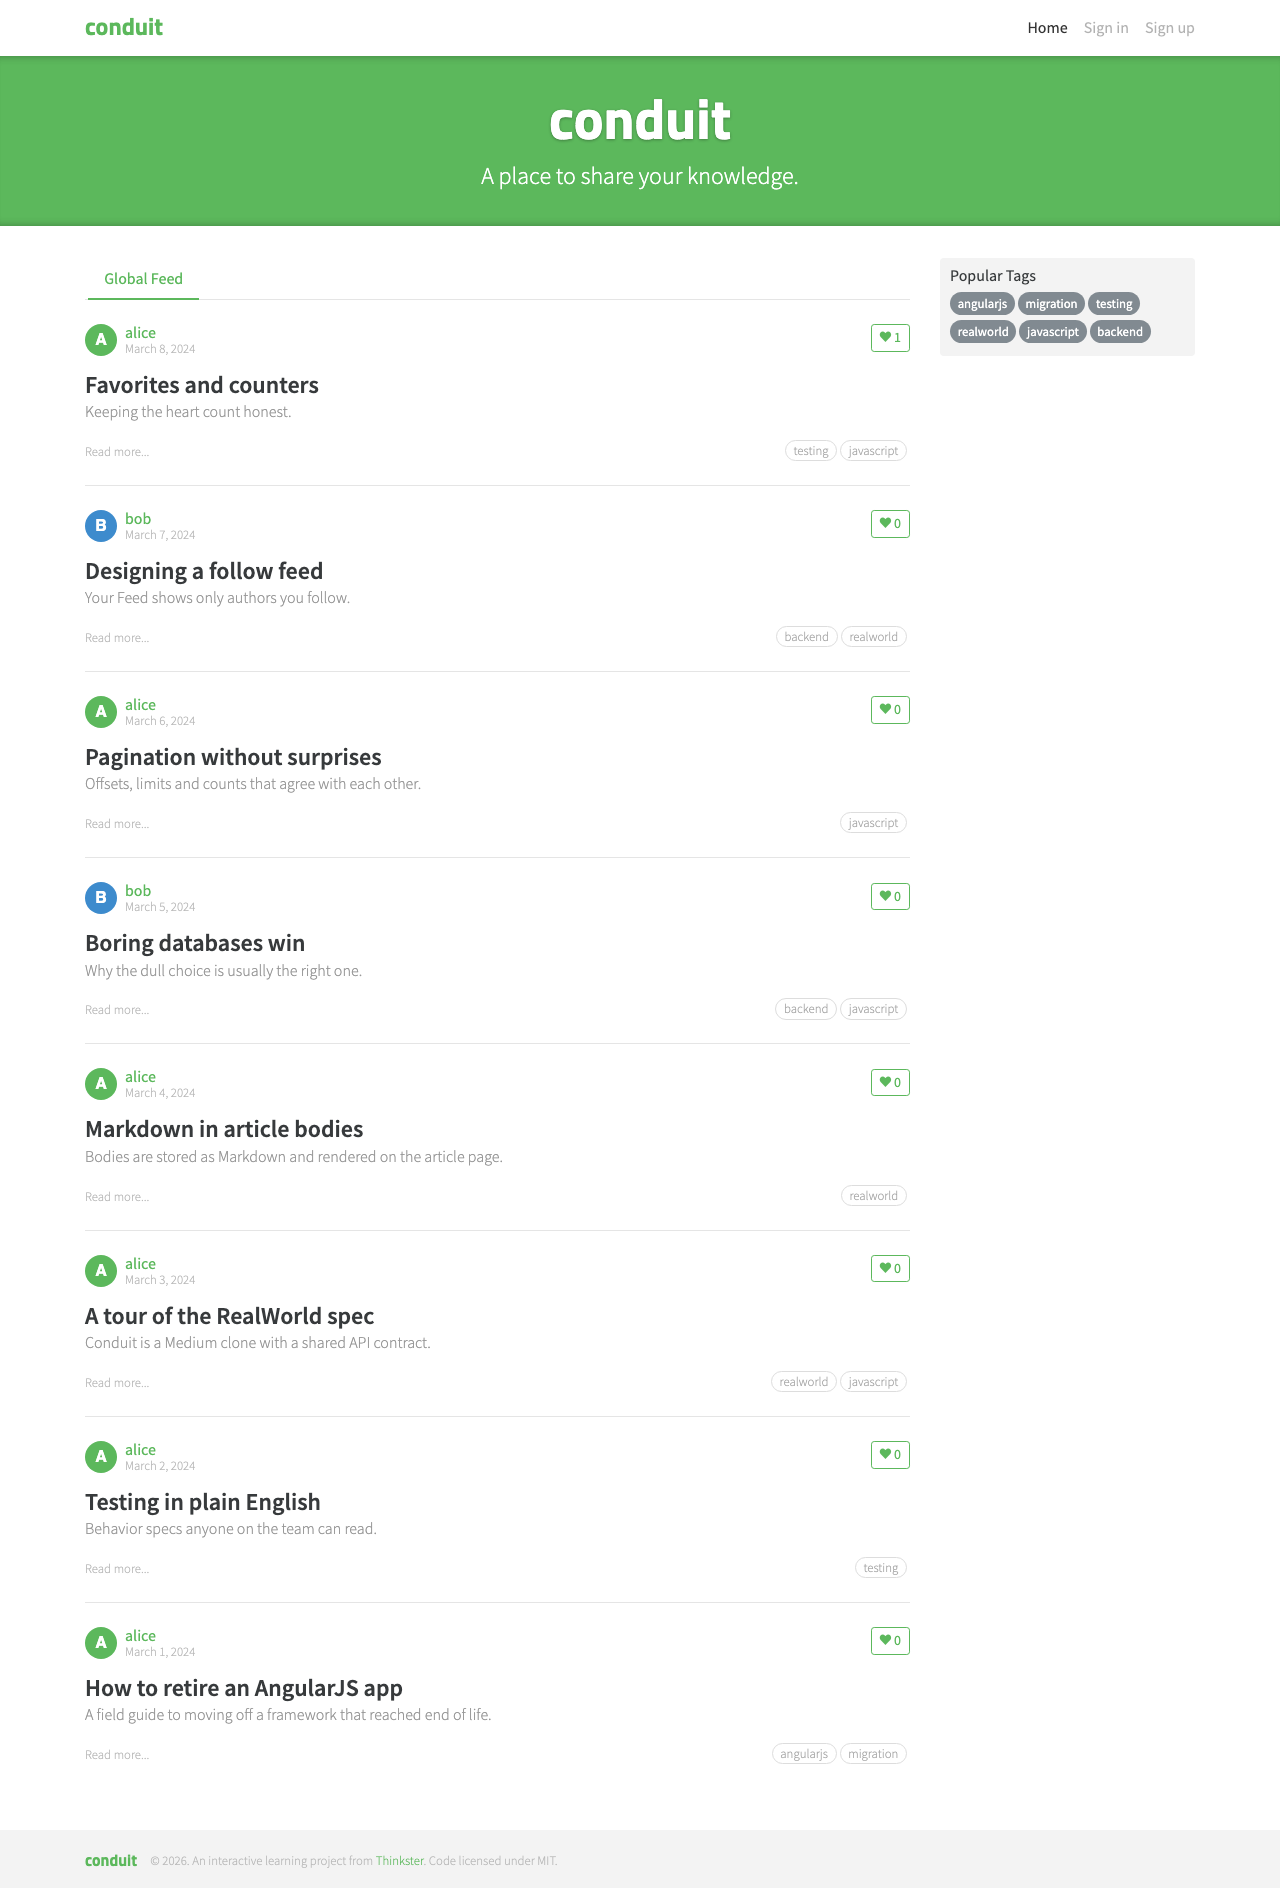 conduit
Home Sign in Sign up
conduit
A place to share your knowledge.
Global Feed
Popular Tags
angularjs migration testing
realworld javascript backend
A alice
March 8, 2024
1
Favorites and counters
Keeping the heart count honest.
Read more...
testing javascript
B bob
March 7, 2024
0
Designing a follow feed
Your Feed shows only authors you follow.
Read more...
backend realworld
A alice
March 6, 2024
0
Pagination without surprises
Offsets, limits and counts that agree with each other.
Read more...
javascript
B bob
March 5, 2024
0
Boring databases win
Why the dull choice is usually the right one.
Read more...
backend javascript
A alice
March 4, 2024
0
Markdown in article bodies
Bodies are stored as Markdown and rendered on the article page.
Read more...
realworld
A alice
March 3, 2024
0
A tour of the RealWorld spec
Conduit is a Medium clone with a shared API contract.
Read more...
realworld javascript
A alice
March 2, 2024
0
Testing in plain English
Behavior specs anyone on the team can read.
Read more...
testing
A alice
March 1, 2024
0
How to retire an AngularJS app
A field guide to moving off a framework that reached end of life.
Read more...
angularjs migration
conduit © 2026. An interactive learning project from Thinkster. Code licensed under MIT.